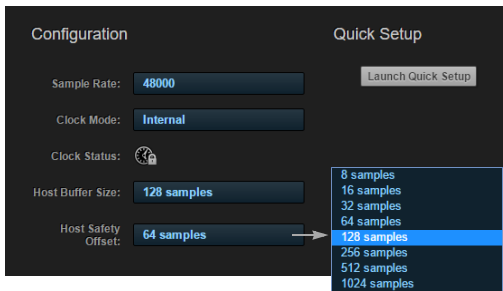 Configuration
Quick Setup
Sample Rate: 48000
Launch Quick Setup
Clock Mode: Internal
Clock Status:
Host Buffer Size: 128 samples
Host Safety
Offset: 64 samples
8 samples
16 samples
32 samples
64 samples
128 samples
256 samples
512 samples
1024 samples